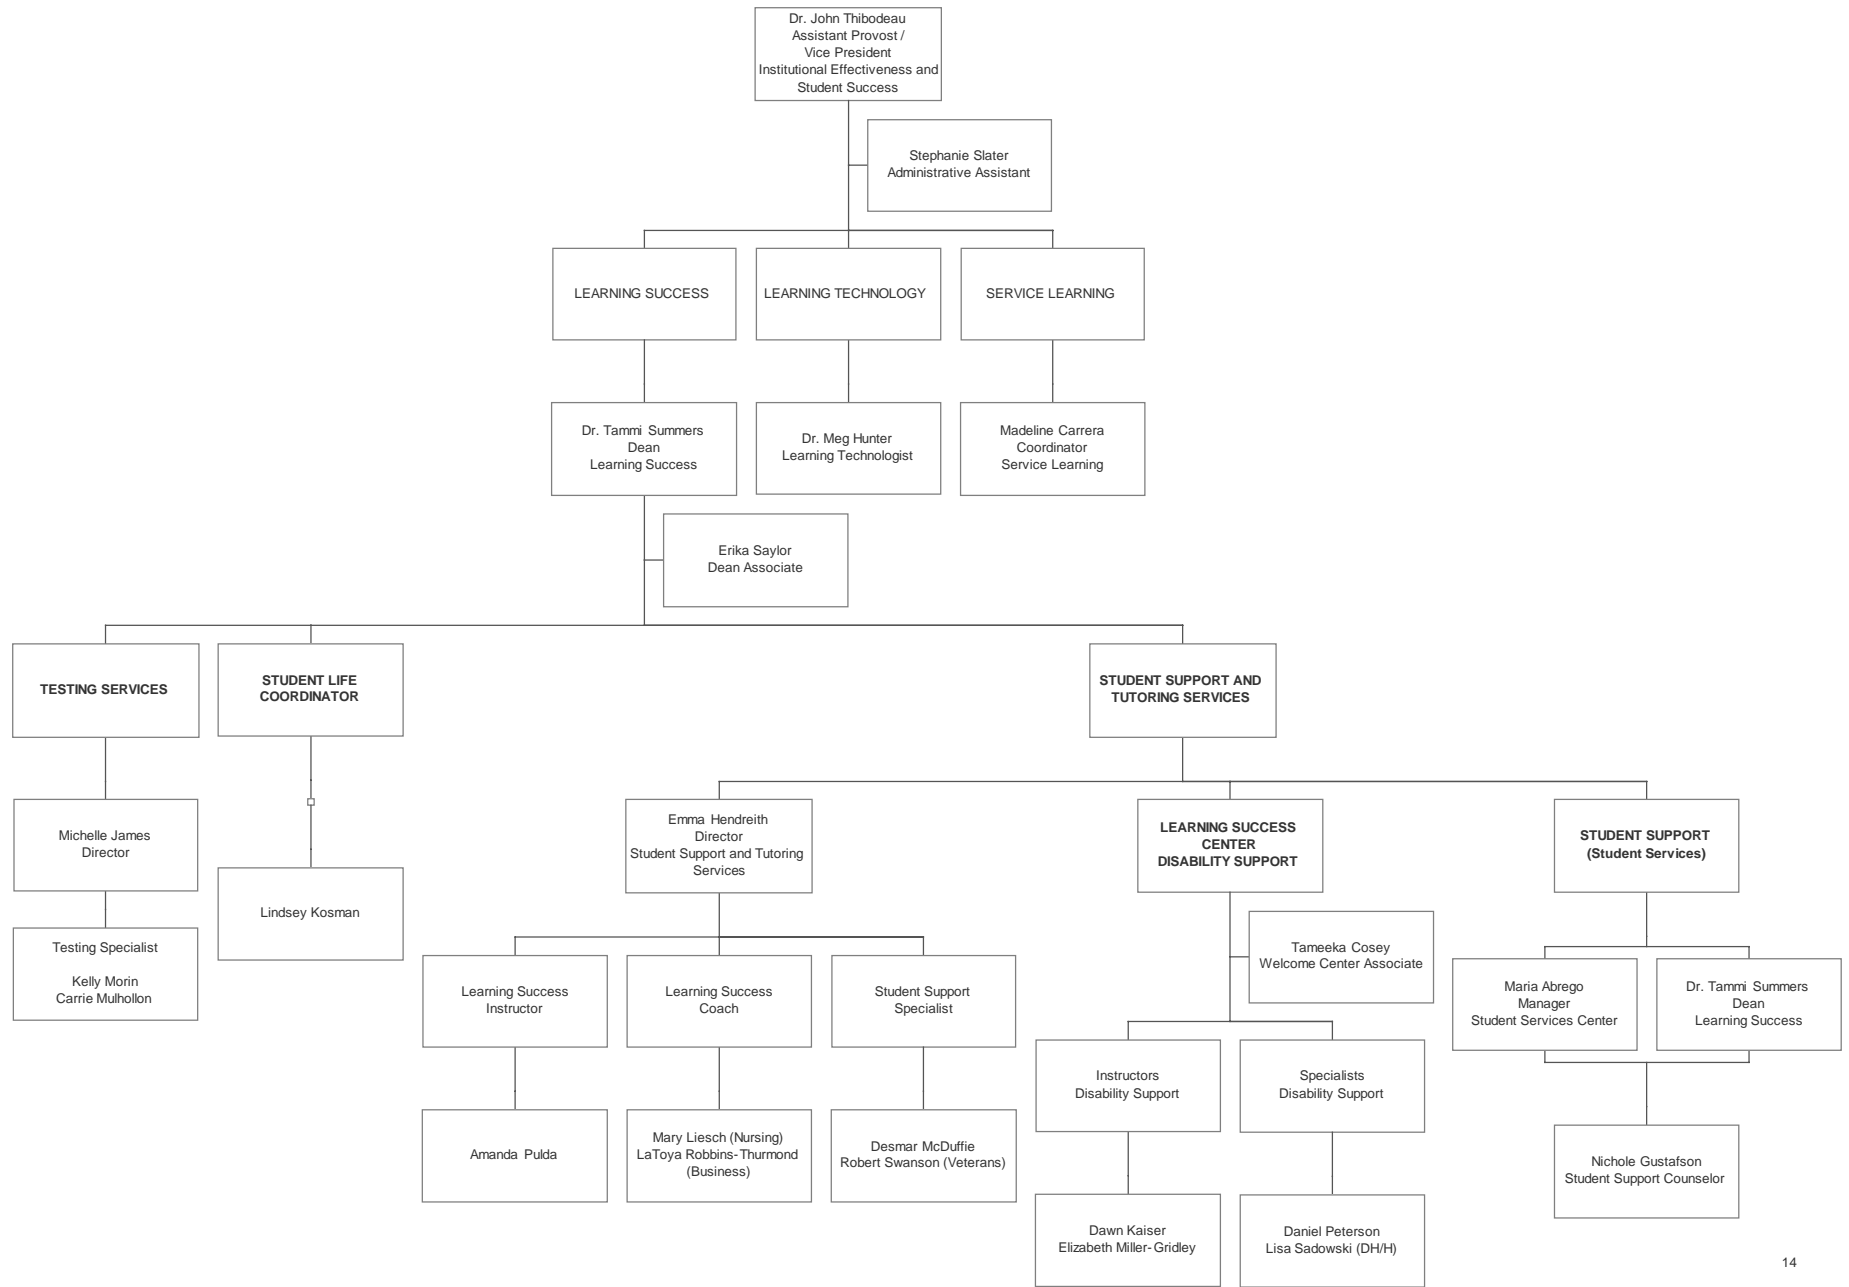 Dr. John Thibodeau
Assistant Provost /
Vice President
Institutional Effectiveness and
Student Success
Stephanie Slater
Administrative Assistant
LEARNING SUCCESS
LEARNING TECHNOLOGY
SERVICE LEARNING
Dr. Tammi Summers
Dean
Learning Success
Dr. Meg Hunter
Learning Technologist
Madeline Carrera
Coordinator
Service Learning
Erika Saylor
Dean Associate
TESTING SERVICES
STUDENT LIFE
COORDINATOR
STUDENT SUPPORT AND
TUTORING SERVICES
Michelle James
Director
Testing Specialist
Kelly Morin
Carrie Mulhollon
Lindsey Kosman
Emma Hendreith
Director
Student Support and Tutoring
Services
LEARNING SUCCESS
CENTER
DISABILITY SUPPORT
STUDENT SUPPORT
(Student Services)
Learning Success
Instructor
Learning Success
Coach
Student Support
Specialist
Tameeka Cosey
Welcome Center Associate
Maria Abrego
Manager
Student Services Center
Dr. Tammi Summers
Dean
Learning Success
Instructors
Disability Support
Specialists
Disability Support
Amanda Pulda
Mary Liesch (Nursing)
LaToya Robbins-Thurmond
(Business)
Desmar McDuffie
Robert Swanson (Veterans)
Nichole Gustafson
Student Support Counselor
Dawn Kaiser
Elizabeth Miller-Gridley
Daniel Peterson
Lisa Sadowski (DH/H)
14